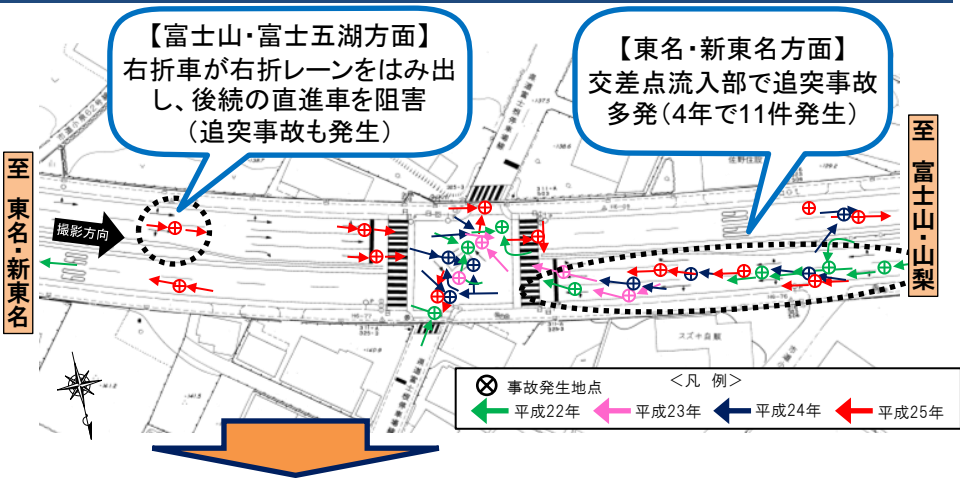 【富士山・富士五湖方面】
右折車が右折レーンをはみ出
し、後続の直進車を阻害
（追突事故も発生）
【東名・新東名方面】
交差点流入部で追突事故
多発（4年で11件発生）
至 東名・新東名
至 富士山・山梨
撮影方向
スズキ自販
＜凡 例＞
事故発生地点
平成22年
平成23年
平成24年
平成25年